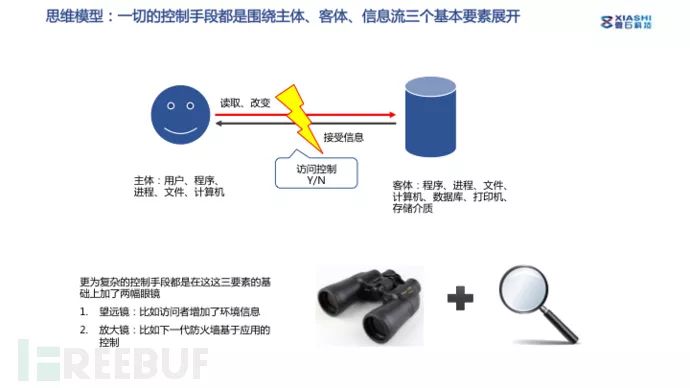 思维模型：一切的控制手段都是围绕主体、客体、信息流三个基本要素展开
XIASHI
读取、改变
接受信息
访问控制
Y/N
主体：用户、程序、
进程、文件、计算机
客体：程序、进程、文件、
计算机、数据库、打印机、
存储介质
更为复杂的控制手段都是在这这三要素的基
础上加了两幅眼镜
1. 望远镜：比如访问者增加了环境信息
2. 放大镜：比如下一代防火墙基于应用的
控制
FREEBUF